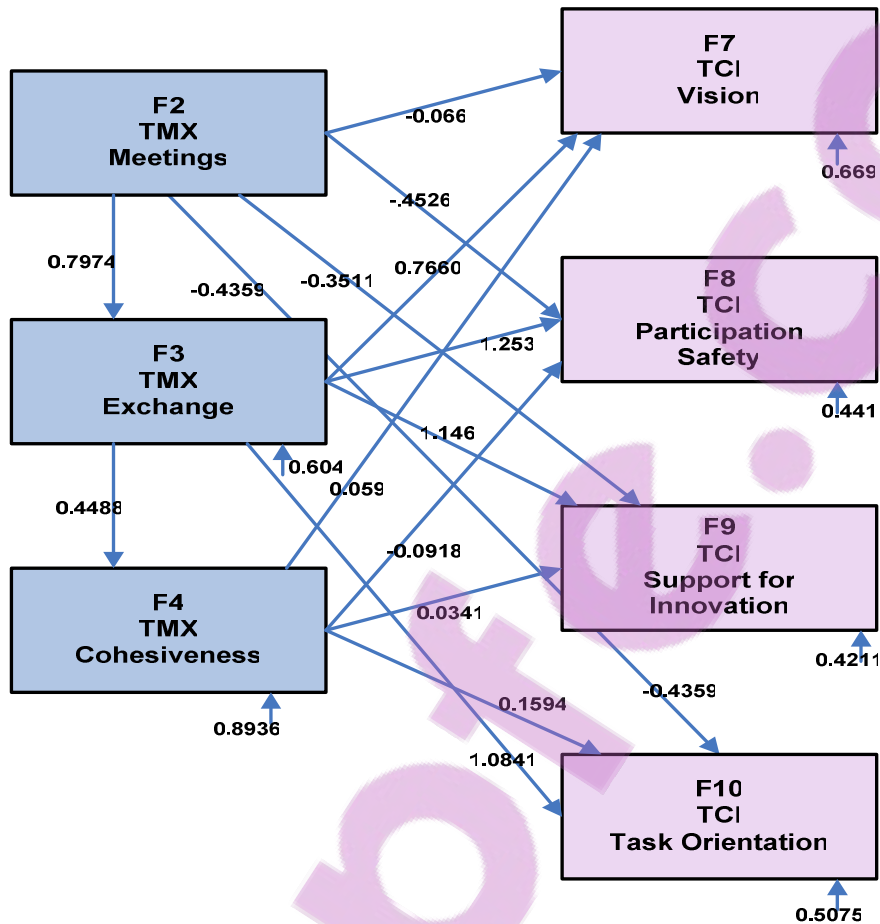 F2
TMX
Meetings
F7
TCI
Vision
-0.066
0.669
-.4526
0.7974
-0.4359
-0.3511
0.7660
F8
TCI
Participation
Safety
F3
TMX
Exchange
1.253
0.441
1.146
0.604
0.059
0.4488
-0.0918
F9
TCI
Support for
Innovation
F4
TMX
Cohesiveness
0.0341
0.4211
-0.4359
0.1594
0.8936
1.0841
F10
TCI
Task Orientation
0.5075